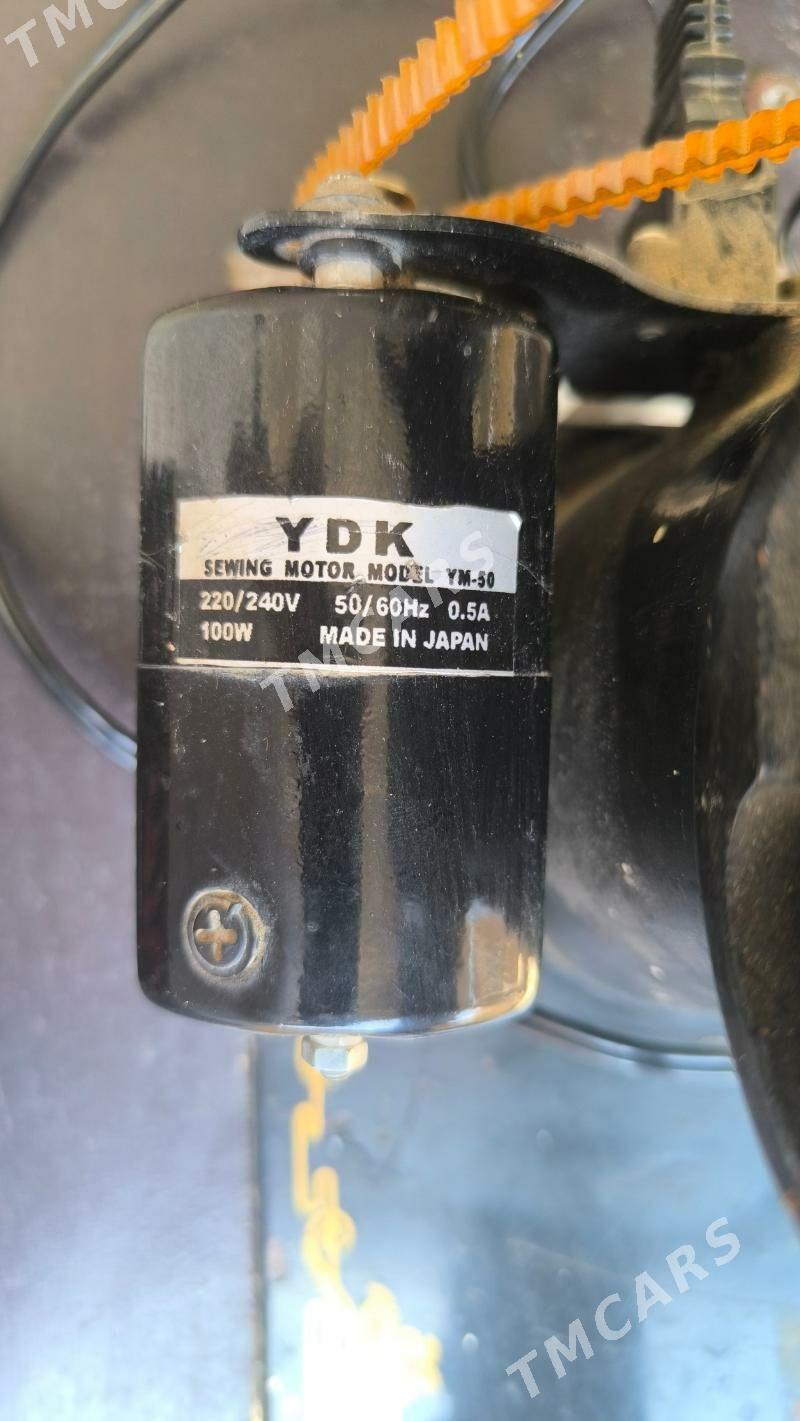 TMCARS
YDK
SEWING MOTOR MODEL YM-50
220/240V 50/60Hz 0.5A
100W MADE IN JAPAN
TMCARS
TMCARS